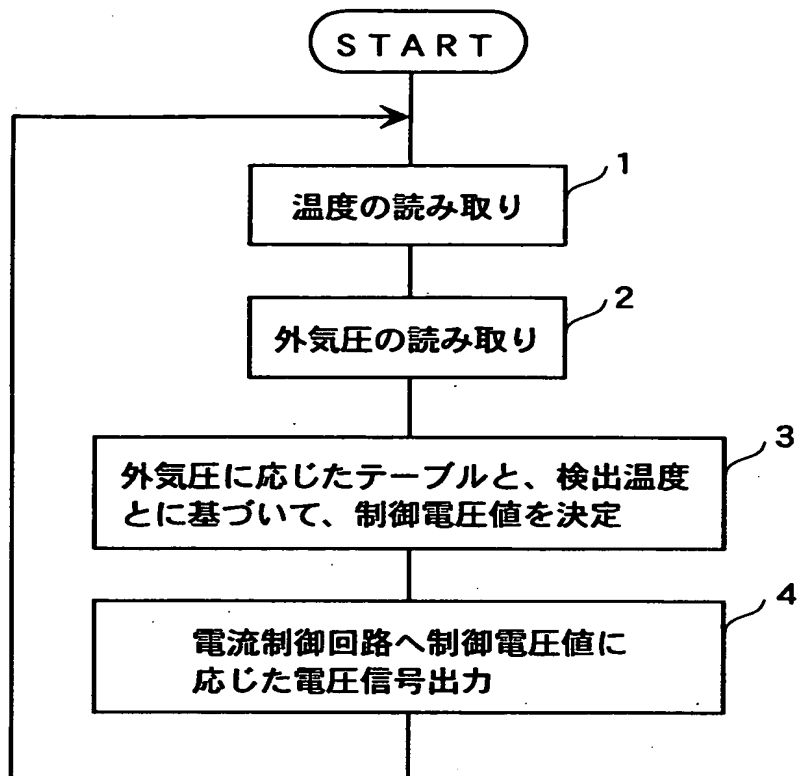 START
1
温度の読み取り
2
外気圧の読み取り
3
外気圧に応じたテーブルと、検出温度
とに基づいて、制御電圧値を決定
4
電流制御回路へ制御電圧値に
応じた電圧信号出力